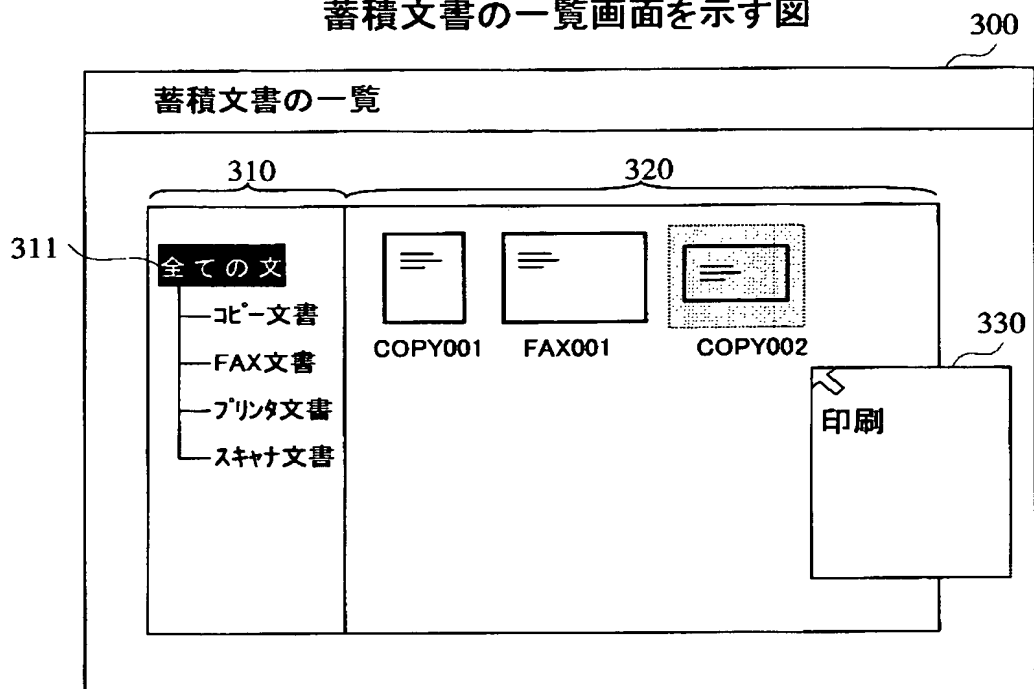 蓄積文書の一覧画面を示す図
300
蓄積文書の一覧
310
320
311
全ての文
コピー文書
FAX文書
プリンタ文書
スキャナ文書
COPY001
FAX001
COPY002
330
印刷